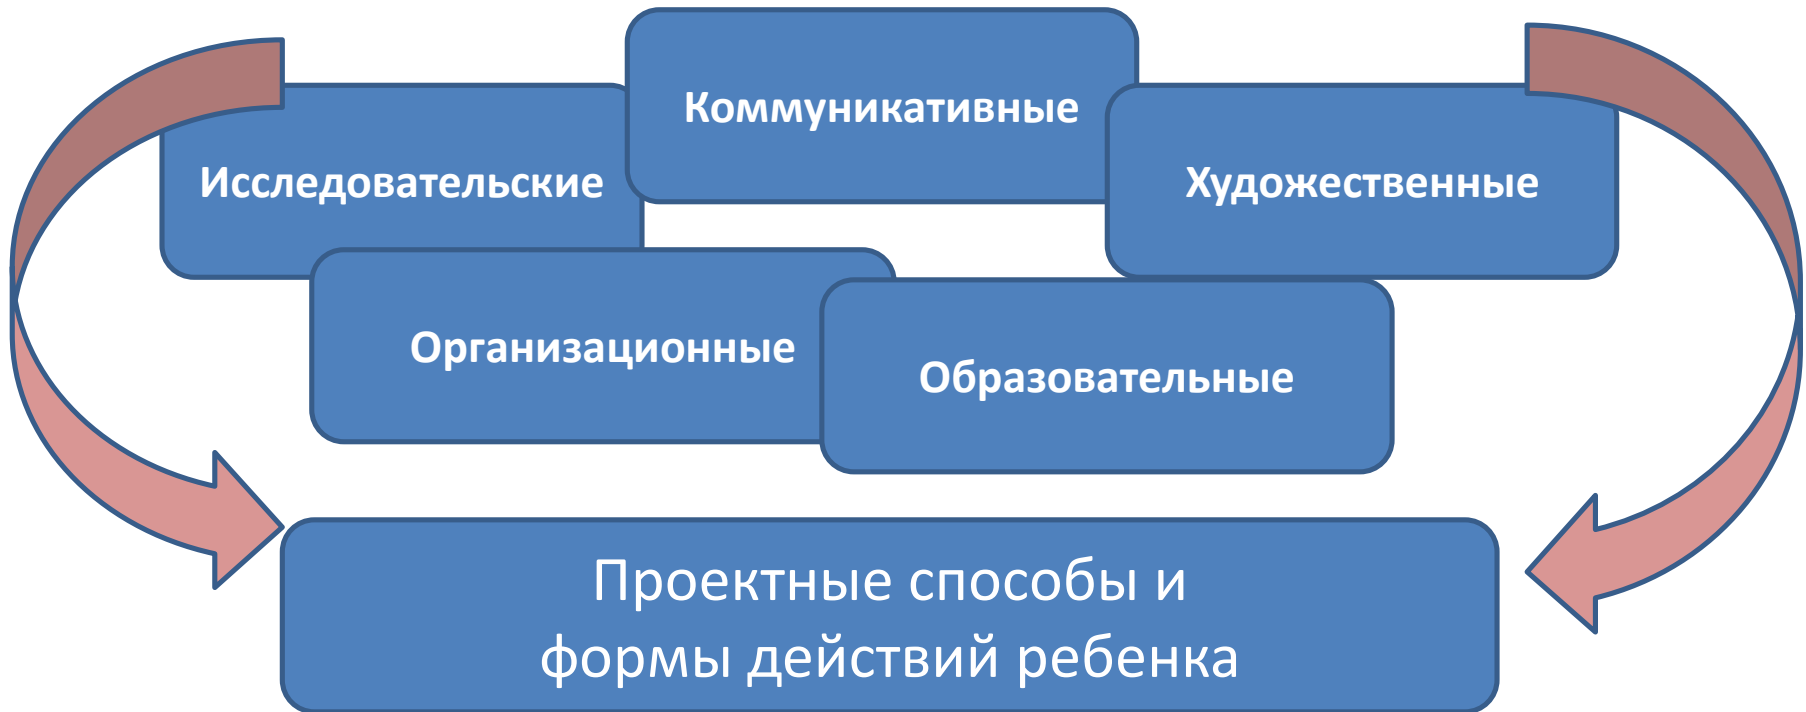 Коммуникативные
Исследовательские
Художественные
Организационные
Образовательные
Проектные способы и
формы действий ребенка